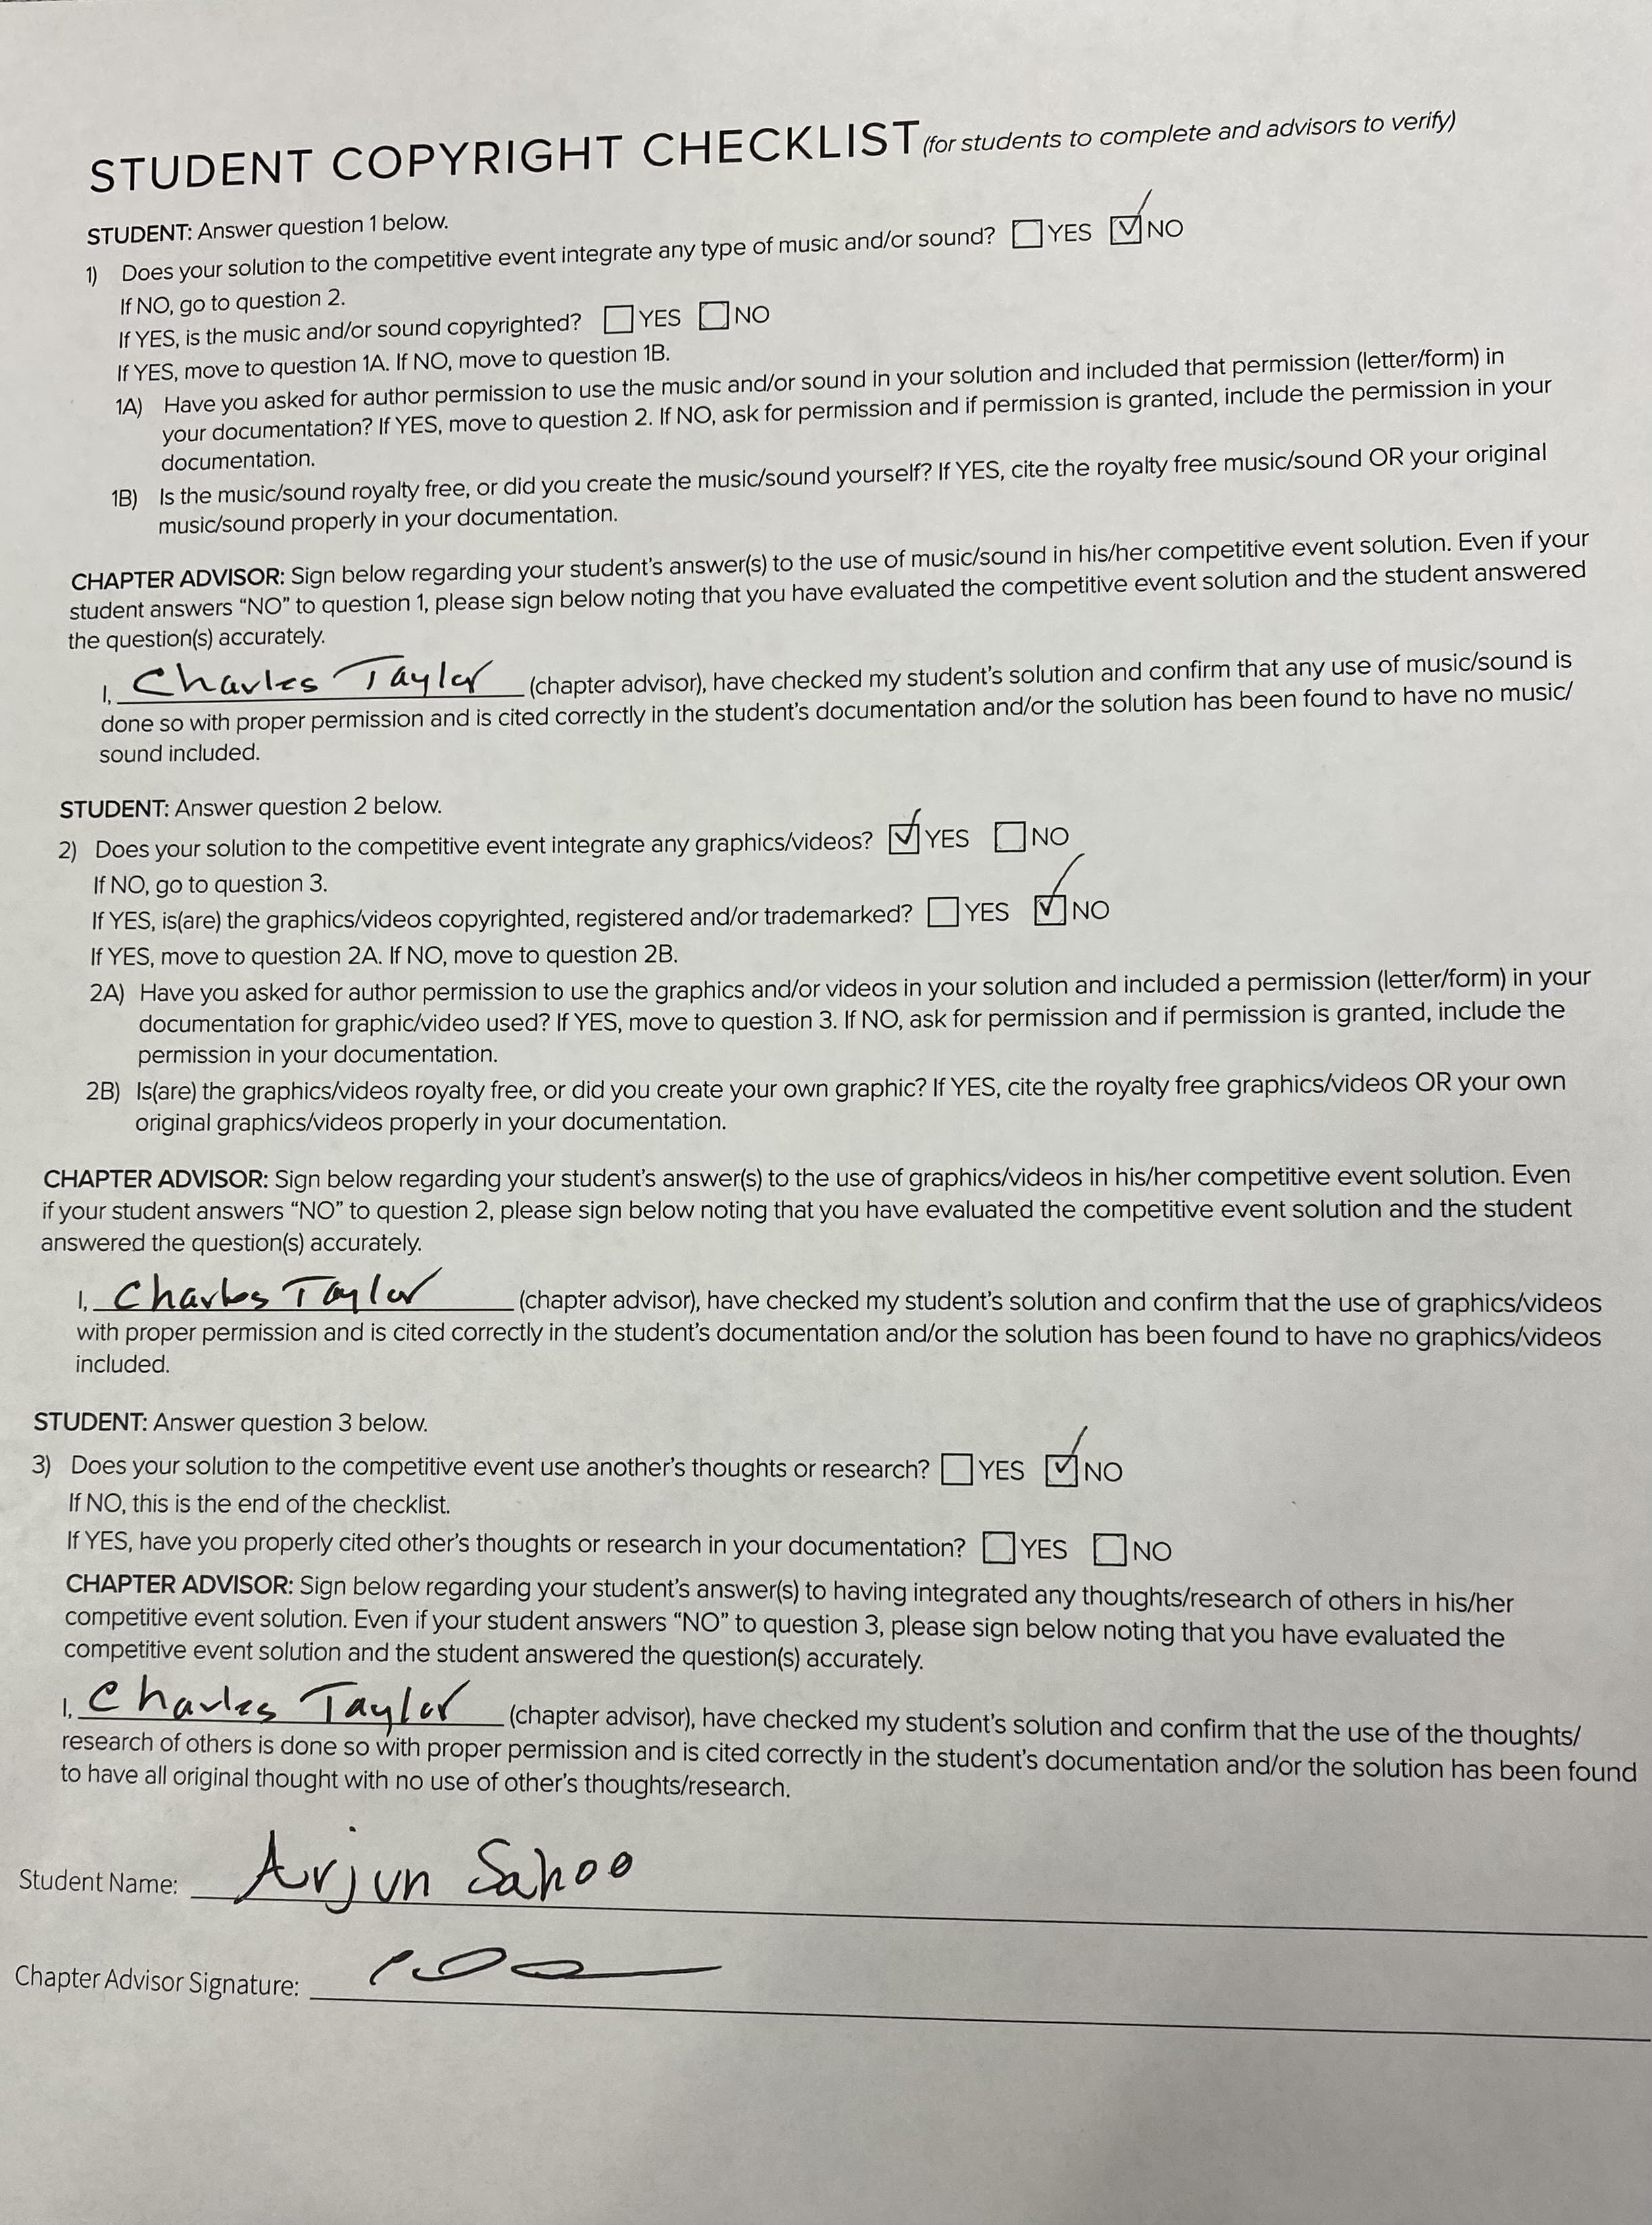 STUDENT COPYRIGHT CHECKLIST (for students to complete and advisors to verify)
STUDENT: Answer question 1 below.
1) Does your solution to the competitive event integrate any type of music and/or sound? ☐ YES ☑ NO
If NO, go to question 2.
If YES, is the music and/or sound copyrighted? ☐ YES ☐ NO
If YES, move to question 1A. If NO, move to question 1B.
1A) Have you asked for author permission to use the music and/or sound in your solution and included that permission (letter/form) in
your documentation? If YES, move to question 2. If NO, ask for permission and if permission is granted, include the permission in your
documentation.
1B) Is the music/sound royalty free, or did you create the music/sound yourself? If YES, cite the royalty free music/sound OR your original
music/sound properly in your documentation.
CHAPTER ADVISOR: Sign below regarding your student's answer(s) to the use of music/sound in his/her competitive event solution. Even if your
student answers "NO" to question 1, please sign below noting that you have evaluated the competitive event solution and the student answered
the question(s) accurately.
I, Charles Taylor (chapter advisor), have checked my student's solution and confirm that any use of music/sound is
done so with proper permission and is cited correctly in the student's documentation and/or the solution has been found to have no music/
sound included.
STUDENT: Answer question 2 below.
2) Does your solution to the competitive event integrate any graphics/videos? ☑ YES ☐ NO
If NO, go to question 3.
If YES, is(are) the graphics/videos copyrighted, registered and/or trademarked? ☐ YES ☑ NO
If YES, move to question 2A. If NO, move to question 2B.
2A) Have you asked for author permission to use the graphics and/or videos in your solution and included a permission (letter/form) in your
documentation for graphic/video used? If YES, move to question 3. If NO, ask for permission and if permission is granted, include the
permission in your documentation.
2B) Is(are) the graphics/videos royalty free, or did you create your own graphic? If YES, cite the royalty free graphics/videos OR your own
original graphics/videos properly in your documentation.
CHAPTER ADVISOR: Sign below regarding your student's answer(s) to the use of graphics/videos in his/her competitive event solution. Even
if your student answers "NO" to question 2, please sign below noting that you have evaluated the competitive event solution and the student
answered the question(s) accurately.
I, Charles Taylor (chapter advisor), have checked my student's solution and confirm that the use of graphics/videos
with proper permission and is cited correctly in the student's documentation and/or the solution has been found to have no graphics/videos
included.
STUDENT: Answer question 3 below.
3) Does your solution to the competitive event use another's thoughts or research? ☐ YES ☑ NO
If NO, this is the end of the checklist.
If YES, have you properly cited other's thoughts or research in your documentation? ☐ YES ☐ NO
CHAPTER ADVISOR: Sign below regarding your student's answer(s) to having integrated any thoughts/research of others in his/her
competitive event solution. Even if your student answers "NO" to question 3, please sign below noting that you have evaluated the
competitive event solution and the student answered the question(s) accurately.
I, Charles Taylor (chapter advisor), have checked my student's solution and confirm that the use of the thoughts/
research of others is done so with proper permission and is cited correctly in the student's documentation and/or the solution has been found
to have all original thought with no use of other's thoughts/research.
Student Name: Arjun Sahoo
Chapter Advisor Signature: